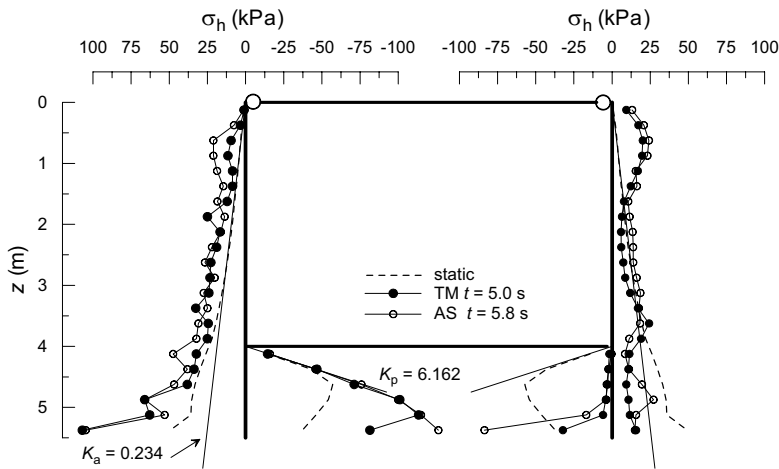 σh (kPa) σh (kPa)
100 75 50 25 0 -25 -50 -75 -100 -100 -75 -50 -25 0 25 50 75 100
0
1
2
3
4
5
z (m)
static
TM t = 5.0 s
AS t = 5.8 s
Kp = 6.162
Ka = 0.234